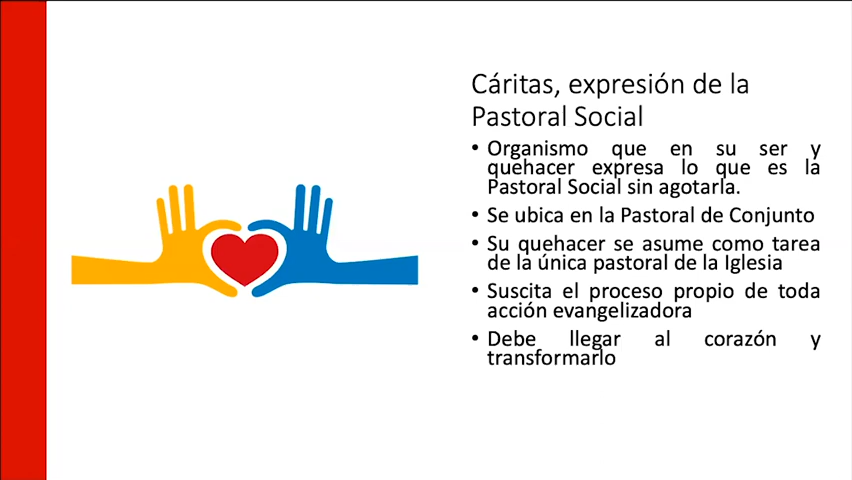 Cáritas, expresión de la
Pastoral Social
• Organismo que en su ser y
quehacer expresa lo que es la
Pastoral Social sin agotarla.
• Se ubica en la Pastoral de Conjunto
• Su quehacer se asume como tarea
de la única pastoral de la Iglesia
• Suscita el proceso propio de toda
acción evangelizadora
• Debe llegar al corazón y
transformarlo